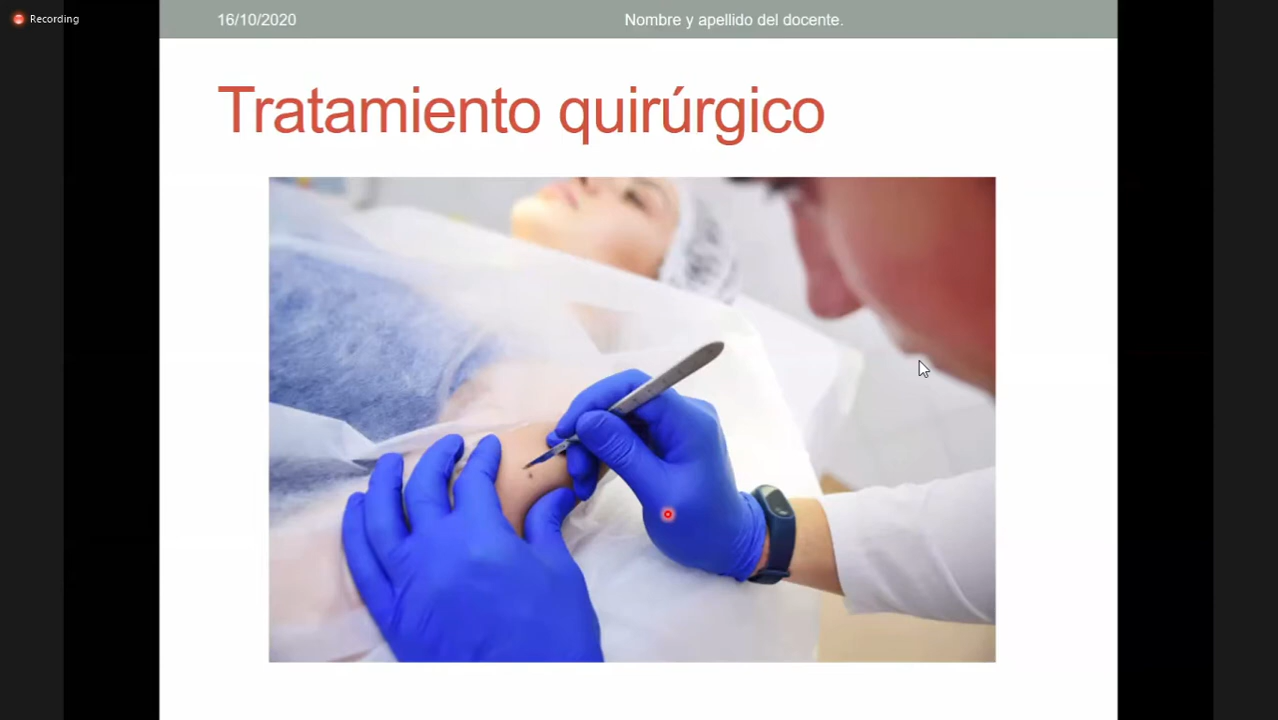 Recording
16/10/2020
Nombre y apellido del docente.
Tratamiento quirúrgico